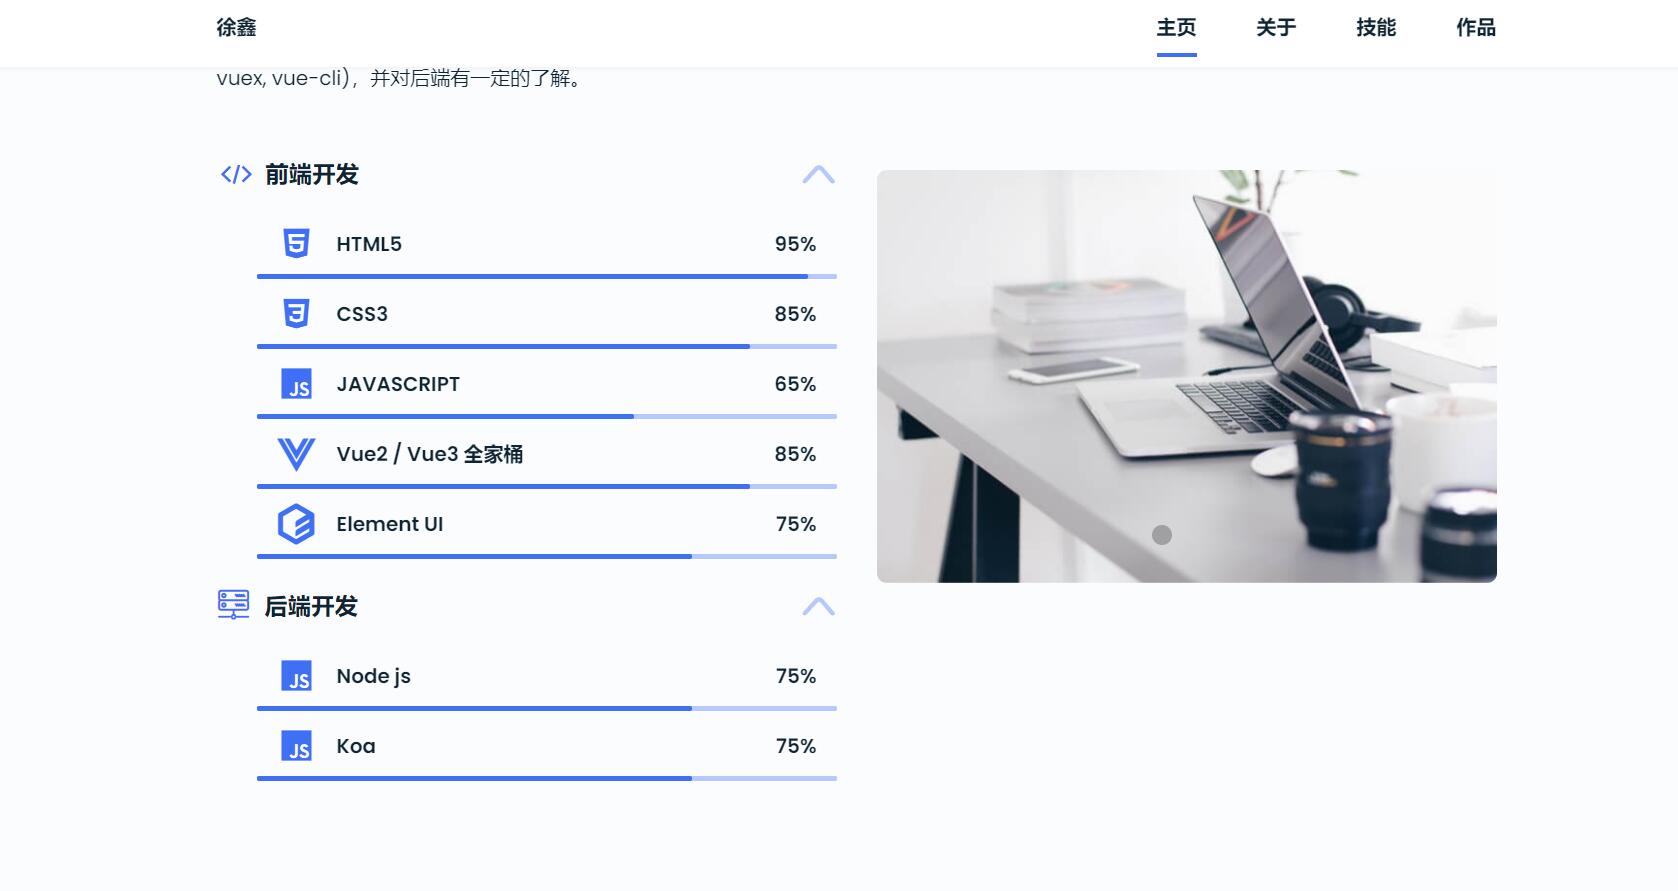 徐鑫
主页 关于 技能 作品
vuex, vue-cli)，并对后端有一定的了解。
</> 前端开发
HTML5 95%
CSS3 85%
JS JAVASCRIPT 65%
Vue2 / Vue3 全家桶 85%
Element UI 75%
后端开发
JS Node js 75%
JS Koa 75%